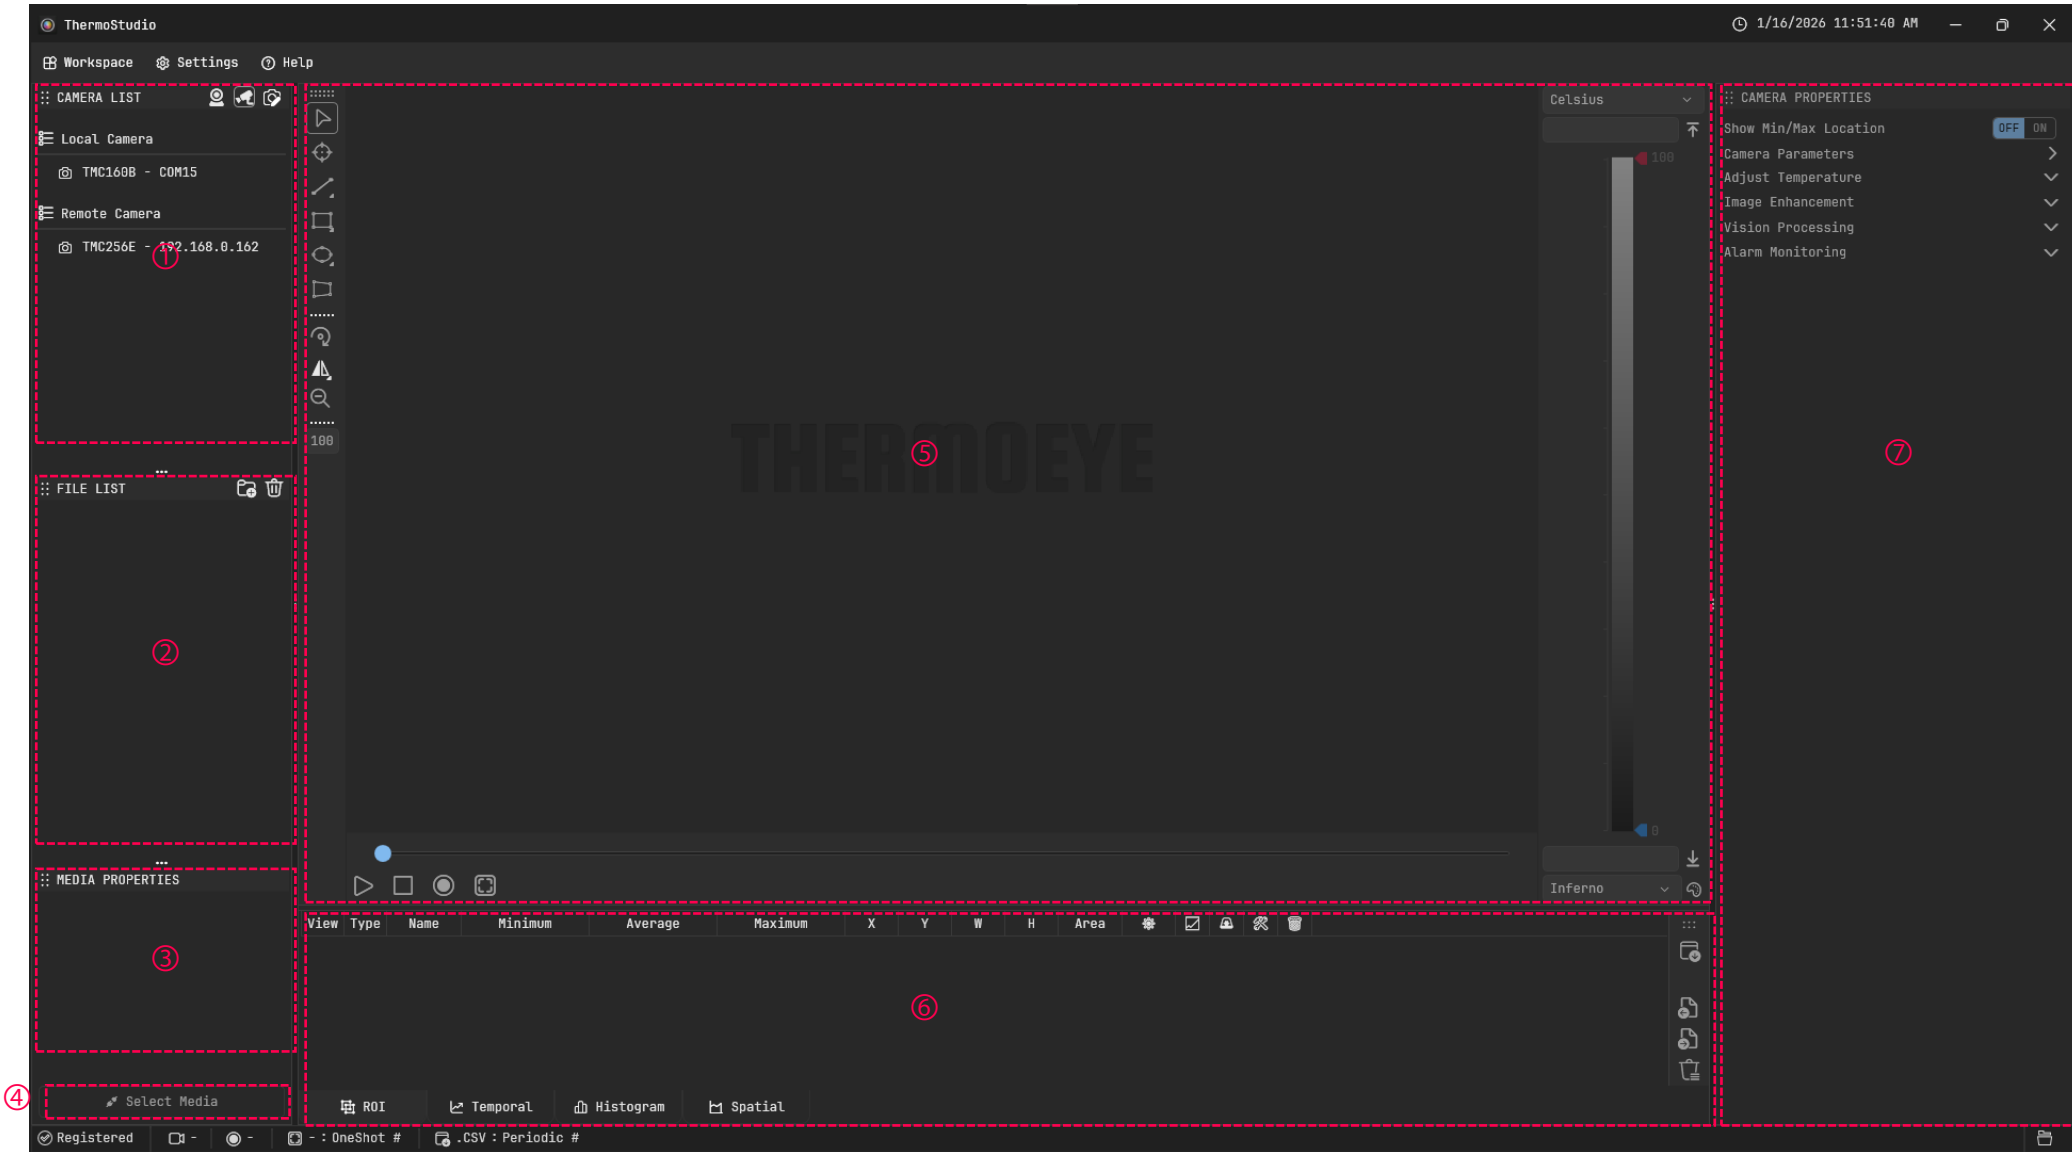 ThermoStudio
1/16/2026 11:51:40 AM
Workspace Settings Help
CAMERA LIST
Local Camera
TMC160B - COM15
Remote Camera
TMC256E - 192.168.0.162
①
FILE LIST
②
MEDIA PROPERTIES
③
④
Select Media
100
THERMOEYE
⑤
Celsius
100
0
Inferno
View Type Name Minimum Average Maximum X Y W H Area
⑥
ROI Temporal Histogram Spatial
CAMERA PROPERTIES
Show Min/Max Location OFF ON
Camera Parameters
Adjust Temperature
Image Enhancement
Vision Processing
Alarm Monitoring
⑦
Registered - - - : OneShot # .CSV : Periodic #